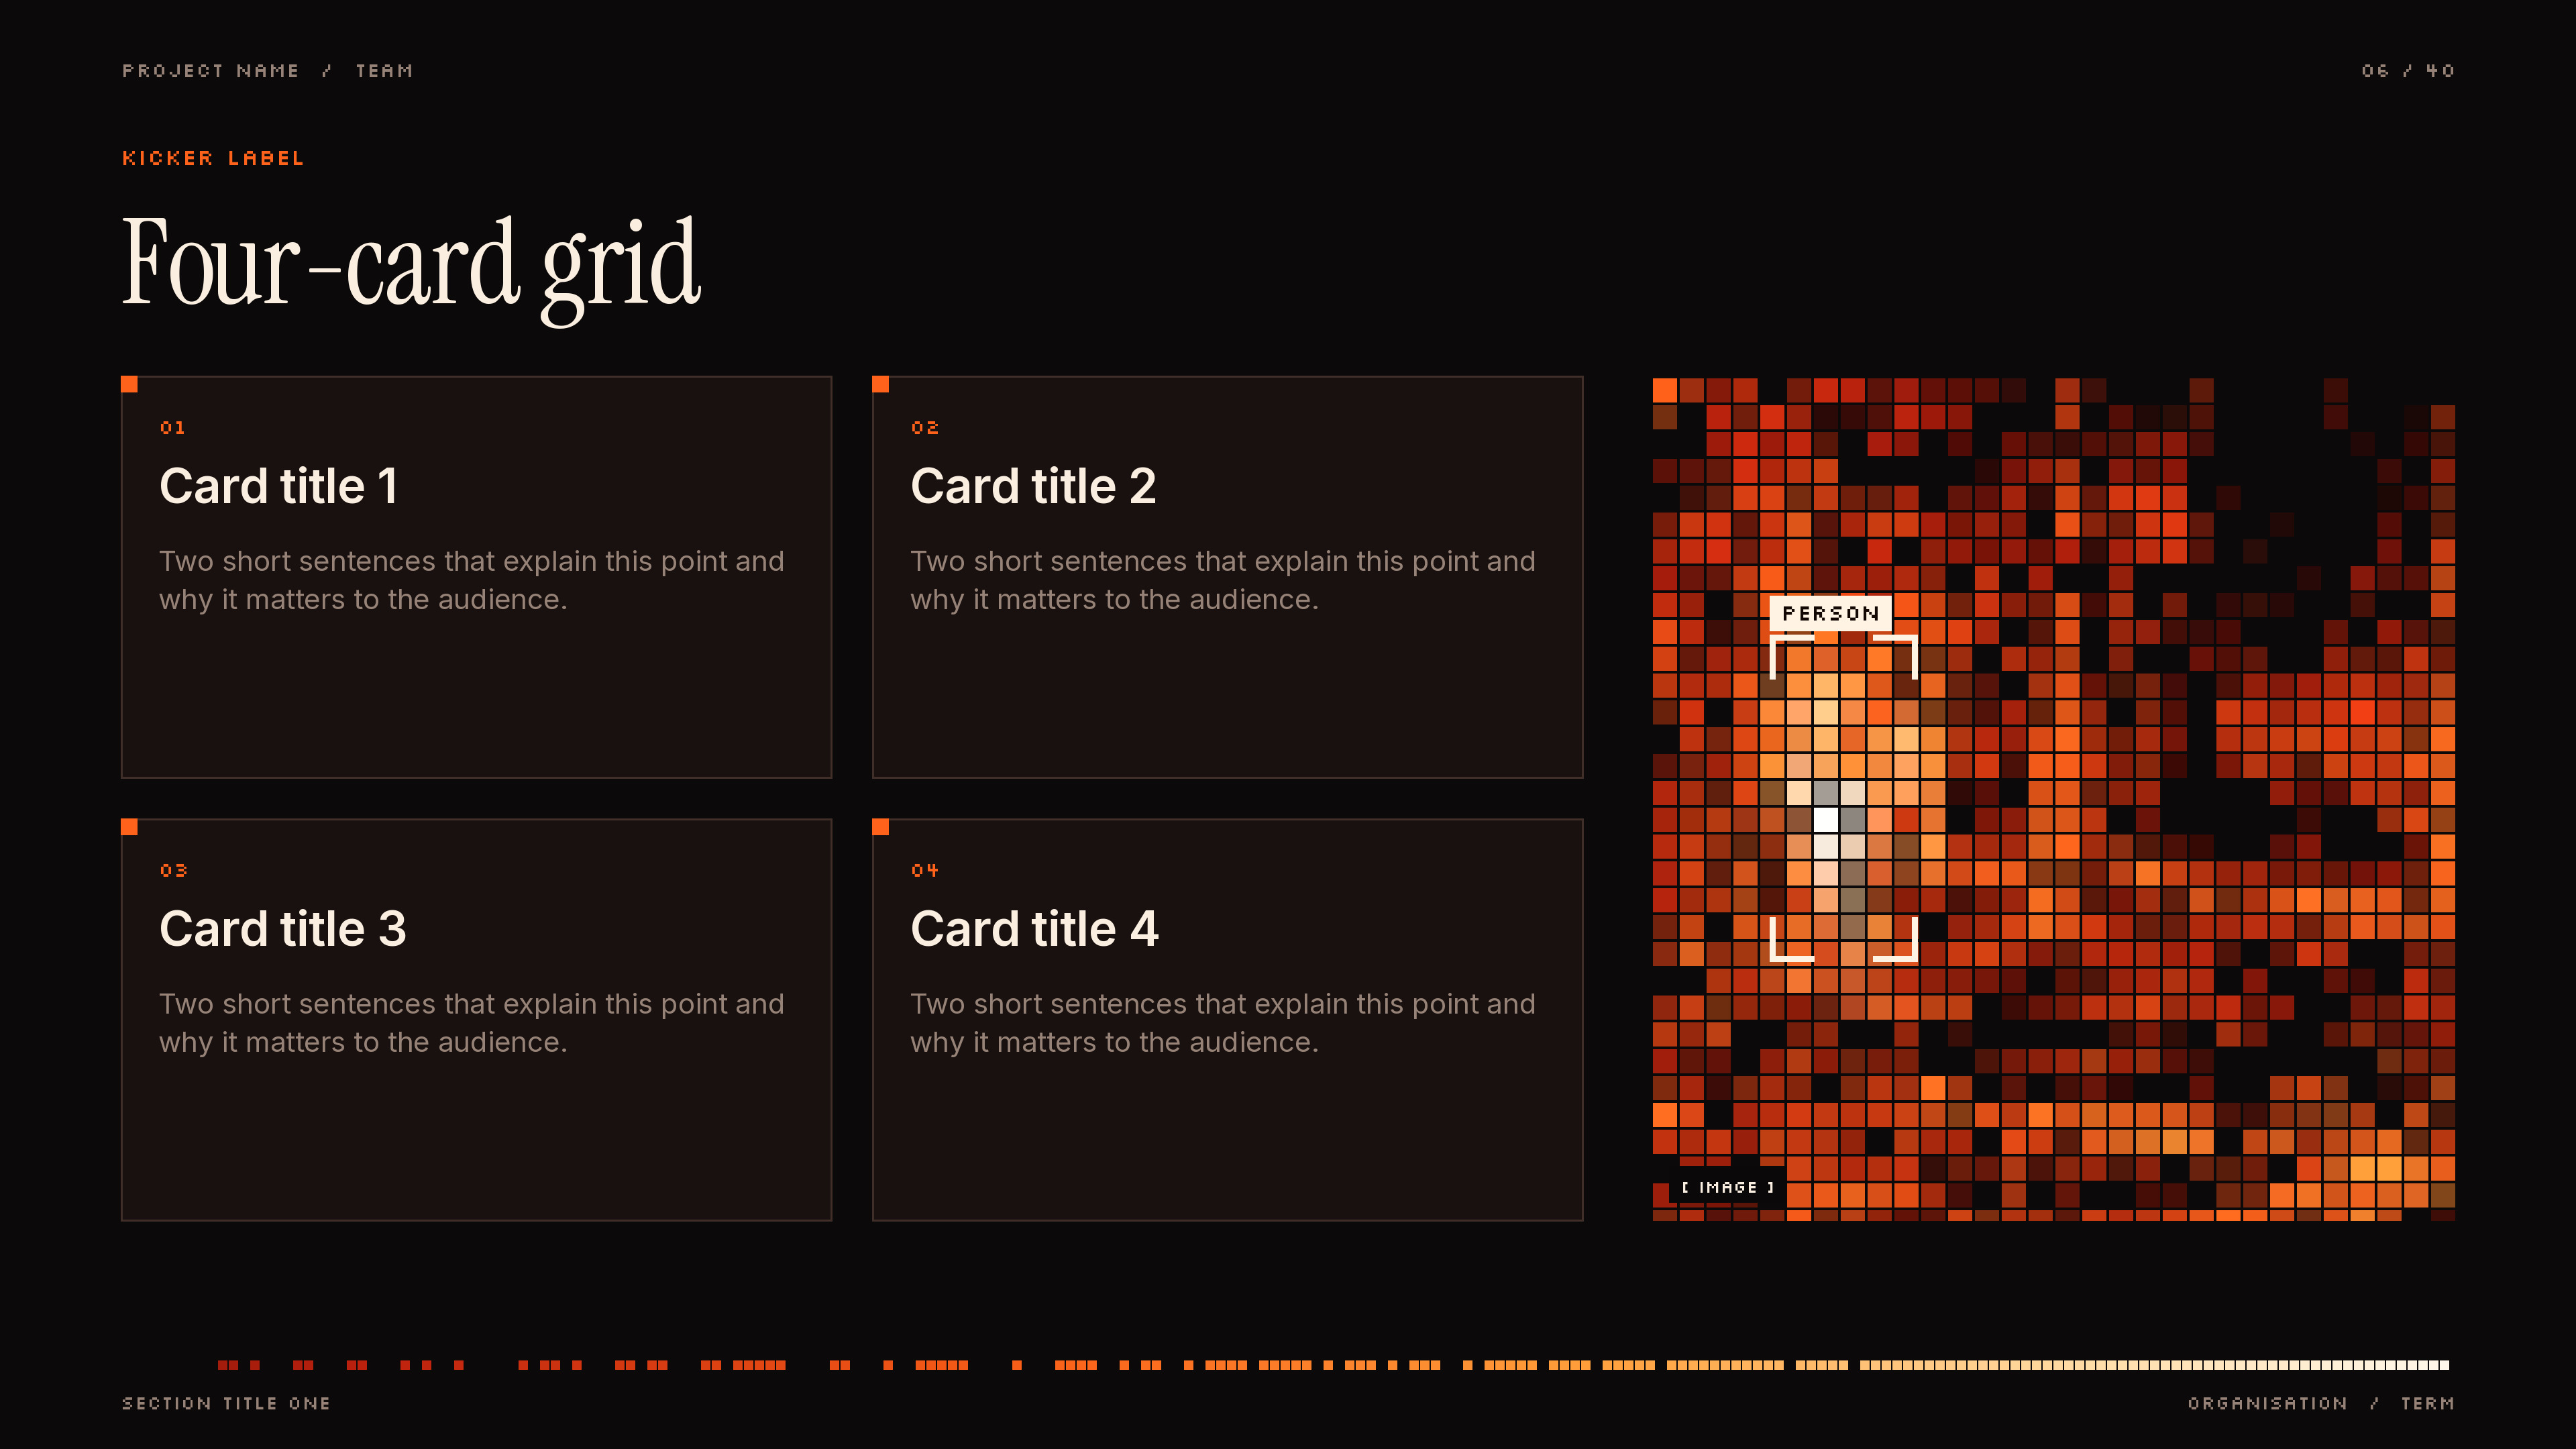 PROJECT NAME / TEAM
06 / 40
KICKER LABEL
Four-card grid
01
Card title 1
Two short sentences that explain this point and
why it matters to the audience.
02
Card title 2
Two short sentences that explain this point and
why it matters to the audience.
03
Card title 3
Two short sentences that explain this point and
why it matters to the audience.
04
Card title 4
Two short sentences that explain this point and
why it matters to the audience.
PERSON
[ IMAGE ]
SECTION TITLE ONE
ORGANISATION / TERM